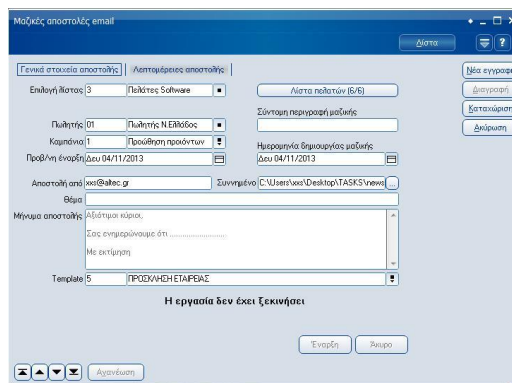 Μαζικές αποστολές email
Λίστα
Γενικά στοιχεία αποστολής Λεπτομέρειες αποστολής
Νέα εγγραφή
Επιλογή λίστας 3 Πελάτες Software Λίστα πελατών (6/6)
Διαγραφή
Σύντομη περιγραφή μαζικής
Καταχώριση
Πωλητής 01 Πωλητής Ν.Ελλάδος
Ακύρωση
Καμπάνια 1 Προώθηση προιόντων
Ημερομηνία δημιουργίας μαζικής
Προβ/νη έναρξη Δευ 04/11/2013 Δευ 04/11/2013
Αποστολή από xxs@altec.gr Συννημένο C:\Users\xxs\Desktop\TASKS\news ...
Θέμα
Μήνυμα αποστολής Αξιότιμοι κύριοι,
Σας ενημερώνουμε ότι ............................
Με εκτίμηση
Template 5 ΠΡΟΣΚΛΗΣΗ ΕΤΑΙΡΕΙΑΣ
Η εργασία δεν έχει ξεκινήσει
Έναρξη Άκυρο
Αχανέωση